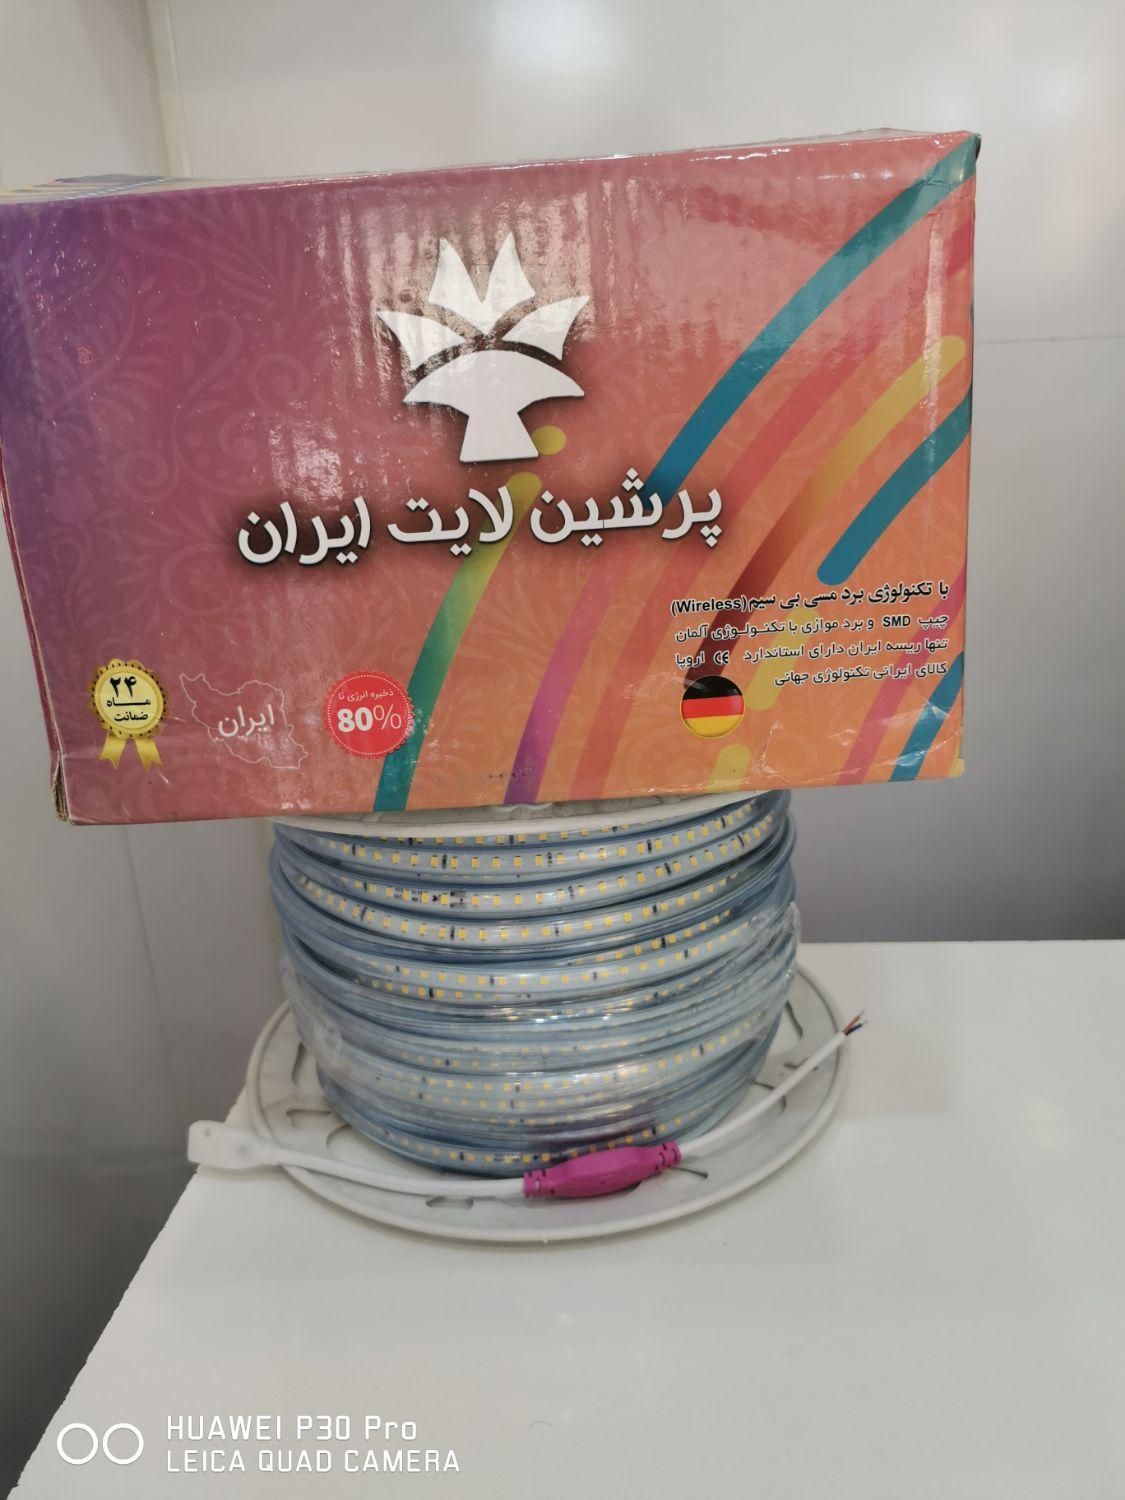 پرشین لایت ایران
با تکنولوژی برد مسی بی سیم (Wireless)
چیپ SMD و برد موازی با تکنولوژی آلمان
تنها ریسه ایران دارای استاندارد CE اروپا
کالای ایرانی تکنولوژی جهانی
۲۴
ماه
ضمانت
ایران
ذخیره انرژی تا
80%
HUAWEI P30 Pro
LEICA QUAD CAMERA